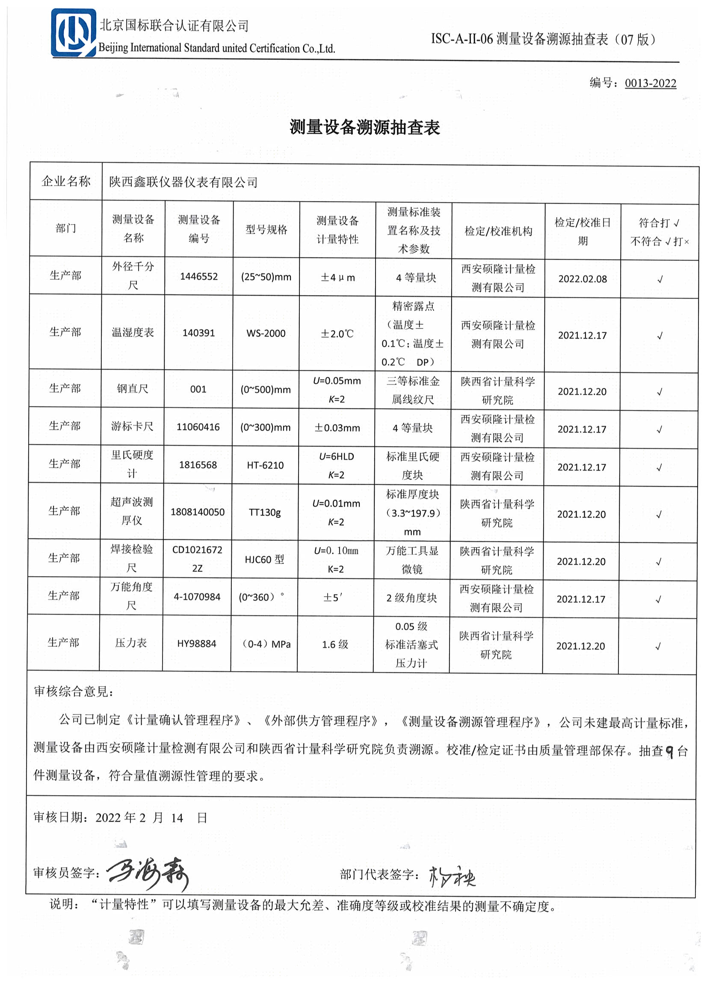 北京国标联合认证有限公司
Beijing International Standard united Certification Co.,Ltd.
ISC-A-II-06 测量设备溯源抽查表（07 版）
编号：0013-2022
测量设备溯源抽查表
企业名称 陕西鑫联仪器仪表有限公司
部门
测量设备
名称
测量设备
编号
型号规格
测量设备
计量特性
测量标准装
置名称及技
术参数
检定/校准机构
检定/校准日
期
符合打 √
不符合 √ 打×
生产部
外径千分
尺
1446552
(25~50)mm
±4μm
4 等量块
西安硕隆计量检
测有限公司
2022.02.08
√
生产部
温湿度表
140391
WS-2000
±2.0℃
精密露点
（温度±
0.1℃；温度±
0.2℃ DP）
西安硕隆计量检
测有限公司
2021.12.17
√
生产部
钢直尺
001
(0~500)mm
U=0.05mm
K=2
三等标准金
属线纹尺
陕西省计量科学
研究院
2021.12.20
√
生产部
游标卡尺
11060416
(0~300)mm
±0.03mm
4 等量块
西安硕隆计量检
测有限公司
2021.12.17
√
生产部
里氏硬度
计
1816568
HT-6210
U=6HLD
K=2
标准里氏硬
度块
西安硕隆计量检
测有限公司
2021.12.17
√
生产部
超声波测
厚仪
1808140050
TT130g
U=0.01mm
K=2
标准厚度块
（3.3~197.9）
mm
陕西省计量科学
研究院
2021.12.20
√
生产部
焊接检验
尺
CD1021672
2Z
HJC60 型
U=0.10mm
K=2
万能工具显
微镜
陕西省计量科学
研究院
2021.12.20
√
生产部
万能角度
尺
4-1070984
(0~360）°
±5′
2 级角度块
西安硕隆计量检
测有限公司
2021.12.17
√
生产部
压力表
HY98884
（0-4）MPa
1.6 级
0.05 级
标准活塞式
压力计
陕西省计量科学
研究院
2021.12.20
√
审核综合意见：
公司已制定《计量确认管理程序》、《外部供方管理程序》，《测量设备溯源管理程序》，公司未建最高计量标准，
测量设备由西安硕隆计量检测有限公司和陕西省计量科学研究院负责溯源。校准/检定证书由质量管理部保存。抽查9台
件测量设备，符合量值溯源性管理的要求。
审核日期：2022 年 2 月 14 日
审核员签字：
部门代表签字：
说明：“计量特性”可以填写测量设备的最大允差、准确度等级或校准结果的测量不确定度。